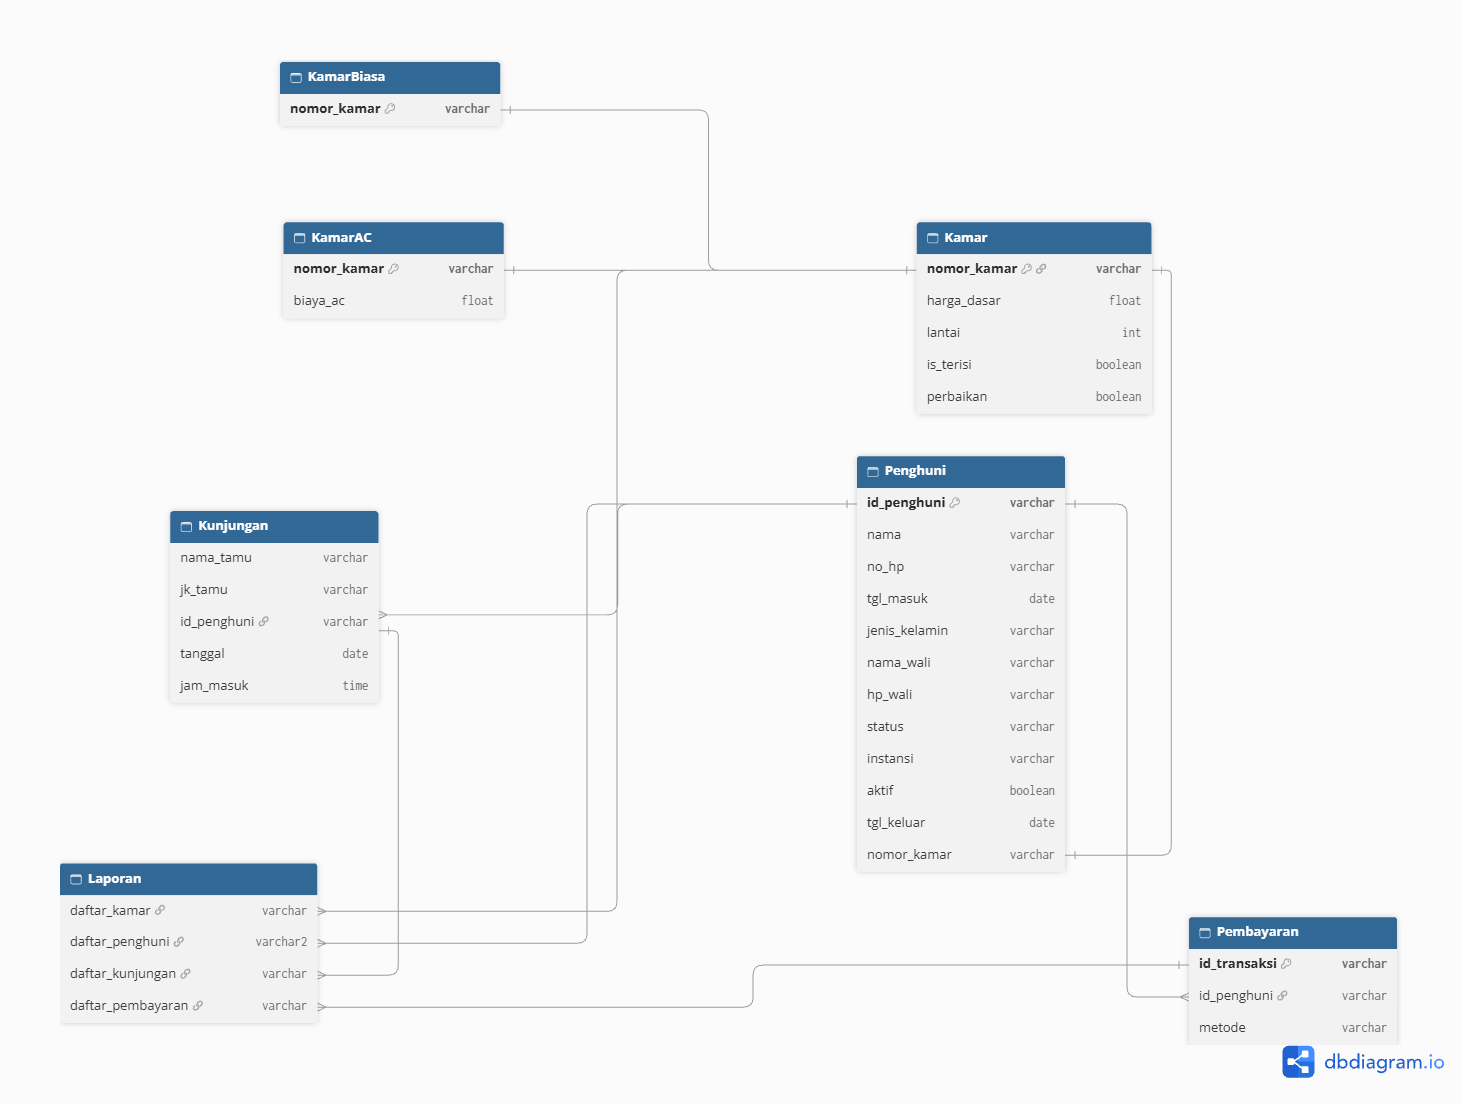 KamarBiasa
nomor_kamar varchar
KamarAC
nomor_kamar varchar
biaya_ac float
Kamar
nomor_kamar varchar
harga_dasar float
lantai int
is_terisi boolean
perbaikan boolean
Penghuni
id_penghuni varchar
nama varchar
no_hp varchar
tgl_masuk date
jenis_kelamin varchar
nama_wali varchar
hp_wali varchar
status varchar
instansi varchar
aktif boolean
tgl_keluar date
nomor_kamar varchar
Kunjungan
nama_tamu varchar
jk_tamu varchar
id_penghuni varchar
tanggal date
jam_masuk time
Laporan
daftar_kamar varchar
daftar_penghuni varchar2
daftar_kunjungan varchar
daftar_pembayaran varchar
Pembayaran
id_transaksi varchar
id_penghuni varchar
metode varchar
dbdiagram.io